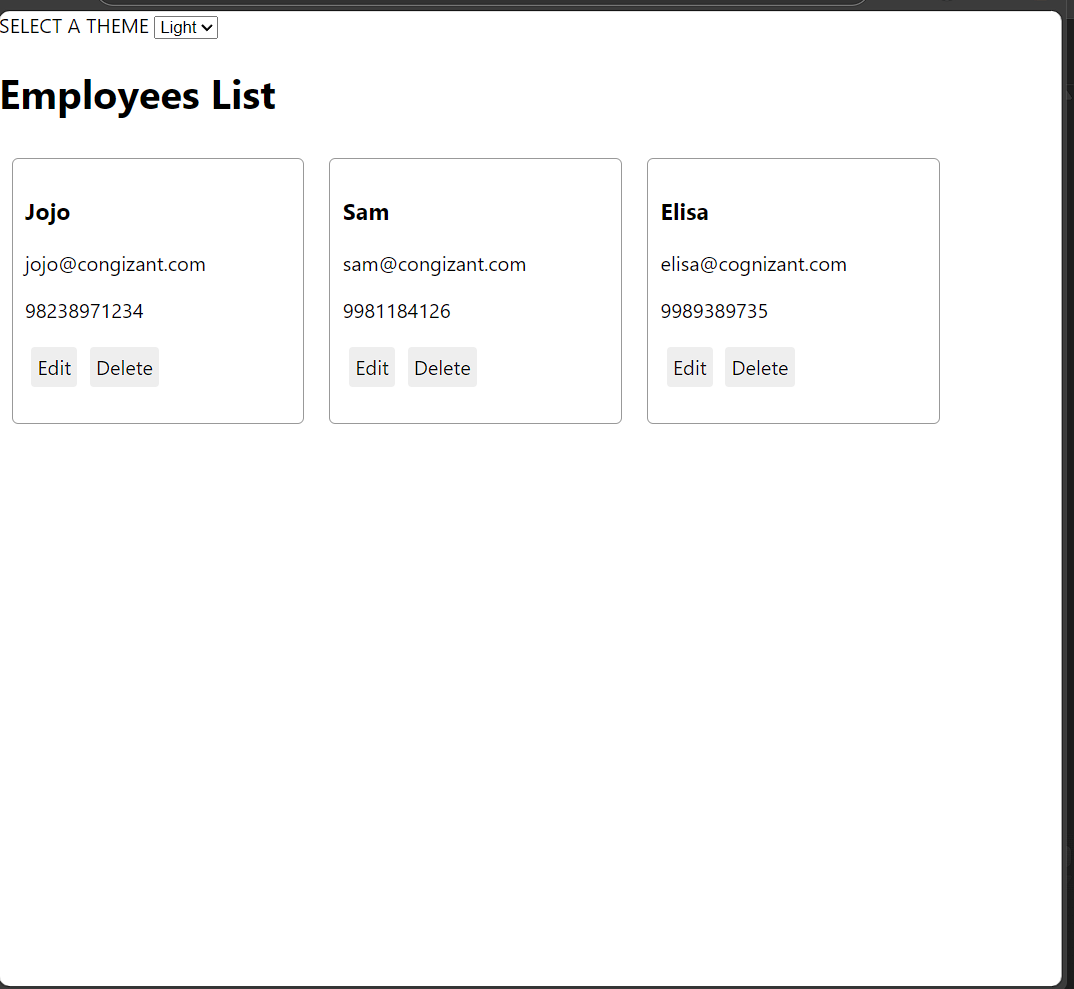 SELECT A THEME Light
Employees List
Jojo
jojo@congizant.com
98238971234
Edit Delete
Sam
sam@congizant.com
9981184126
Edit Delete
Elisa
elisa@cognizant.com
9989389735
Edit Delete